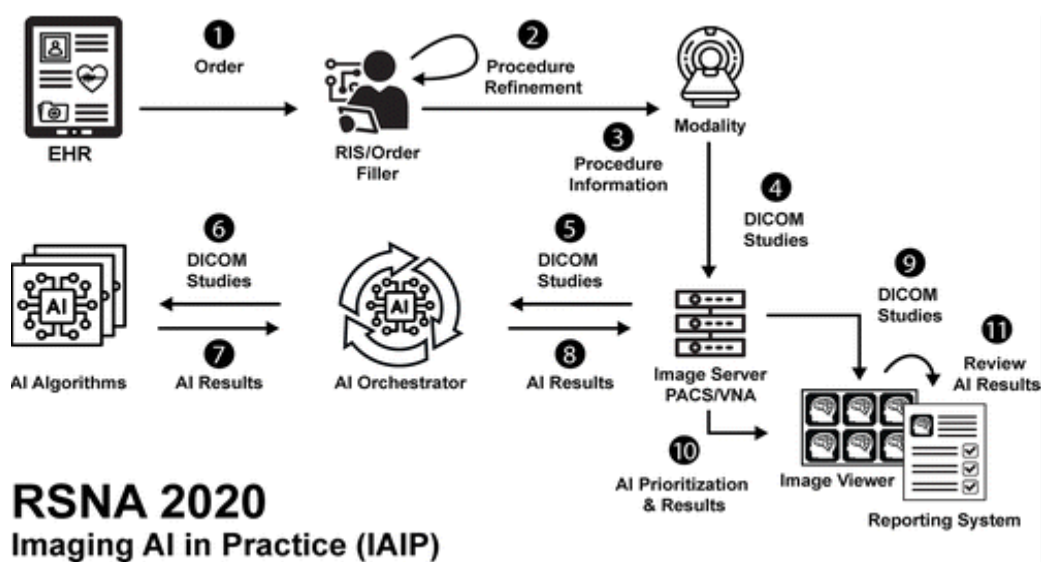 1
Order
2
Procedure
Refinement
EHR
RIS/Order
Filler
Modality
3
Procedure
Information
4
DICOM
Studies
6
DICOM
Studies
5
DICOM
Studies
9
DICOM
Studies
11
Review
AI Results
AI
AI
7
AI Results
8
AI Results
AI Algorithms
AI Orchestrator
Image Server
PACS/VNA
10
AI Prioritization
& Results
Image Viewer
Reporting System
RSNA 2020
Imaging AI in Practice (IAIP)